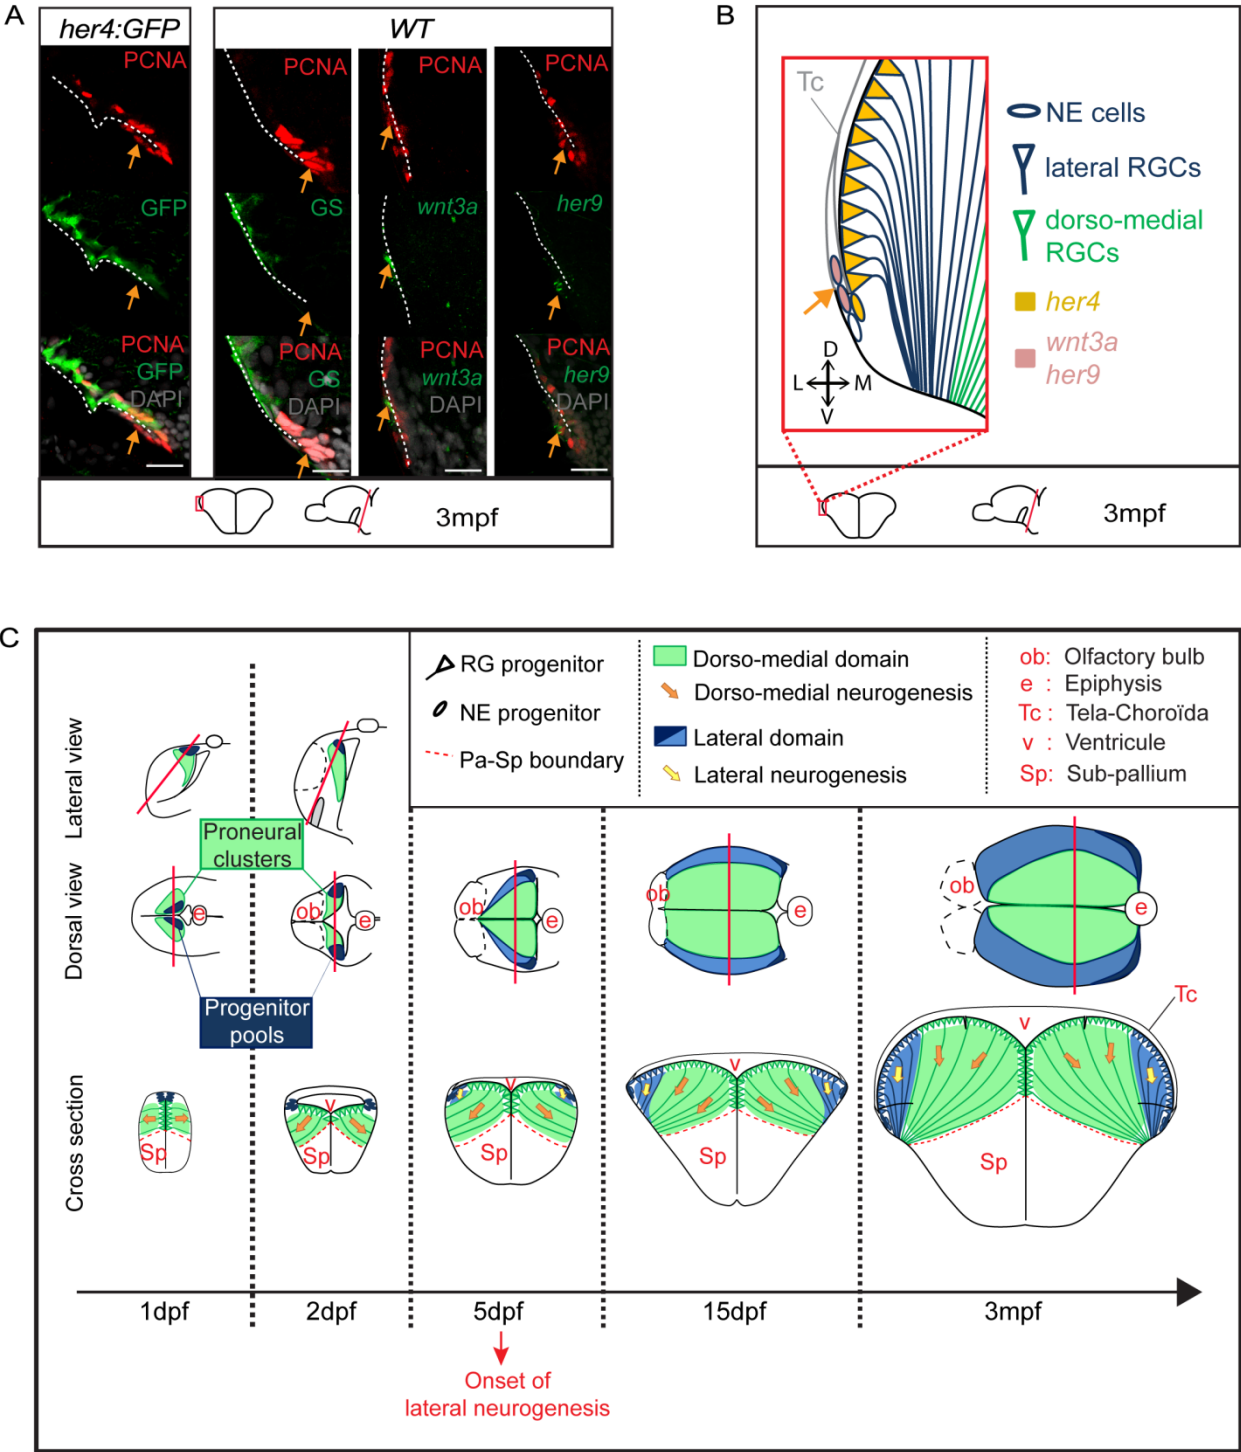 A
her4:GFP
WT
PCNA
PCNA
PCNA
PCNA
GFP
GS
wnt3a
her9
PCNA
GFP
DAPI
PCNA
GS
DAPI
PCNA
wnt3a
DAPI
PCNA
her9
DAPI
3mpf
B
Tc
D
L
M
V
NE cells
lateral RGCs
dorso-medial
RGCs
her4
wnt3a
her9
3mpf
C
RG progenitor
NE progenitor
Pa-Sp boundary
Dorso-medial domain
Dorso-medial neurogenesis
Lateral domain
Lateral neurogenesis
ob: Olfactory bulb
e : Epiphysis
Tc : Tela-Choroïda
v : Ventricule
Sp: Sub-pallium
Lateral view
Proneural
clusters
Dorsal view
e
ob
e
ob
e
ob
e
ob
e
Progenitor
pools
Tc
Cross section
Sp
v
Sp
v
Sp
v
Sp
v
Sp
1dpf
2dpf
5dpf
15dpf
3mpf
Onset of
lateral neurogenesis